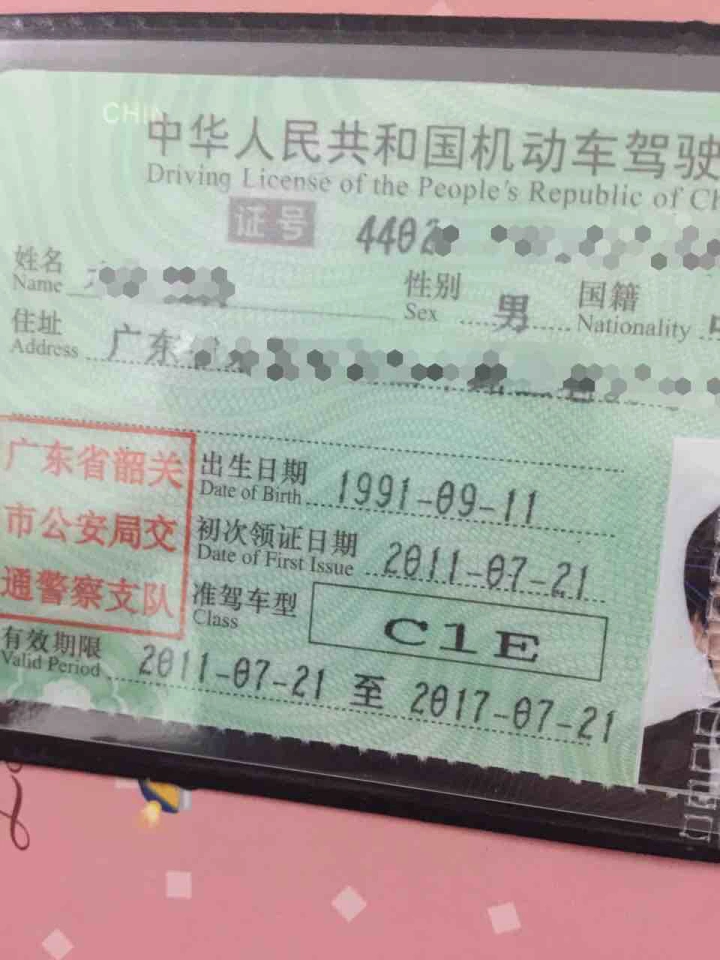 CHIN
中华人民共和国机动车驾驶
Driving License of the People's Republic of Ch
证号 4402
姓名 性别 男 国籍
Name Sex Nationality
住址 广东
Address
广东省韶关
市公安局交
通警察支队
出生日期 1991-09-11
Date of Birth
初次领证日期 2011-07-21
Date of First Issue
准驾车型 C1E
Class
有效期限 2011-07-21 至 2017-07-21
Valid Period